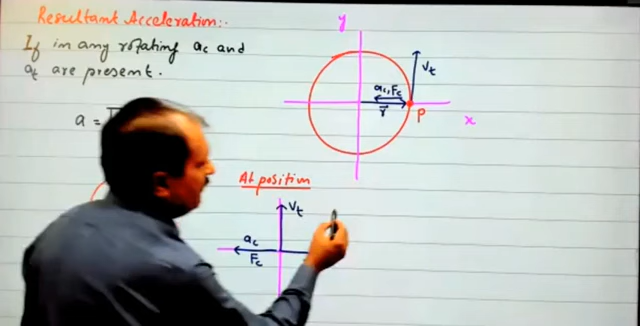 Resultant Acceleration:-
If in any rotating ac and
at are present.
a =
y
Vt
ac, Fc
r
P
x
At position
Vt
ac
Fc